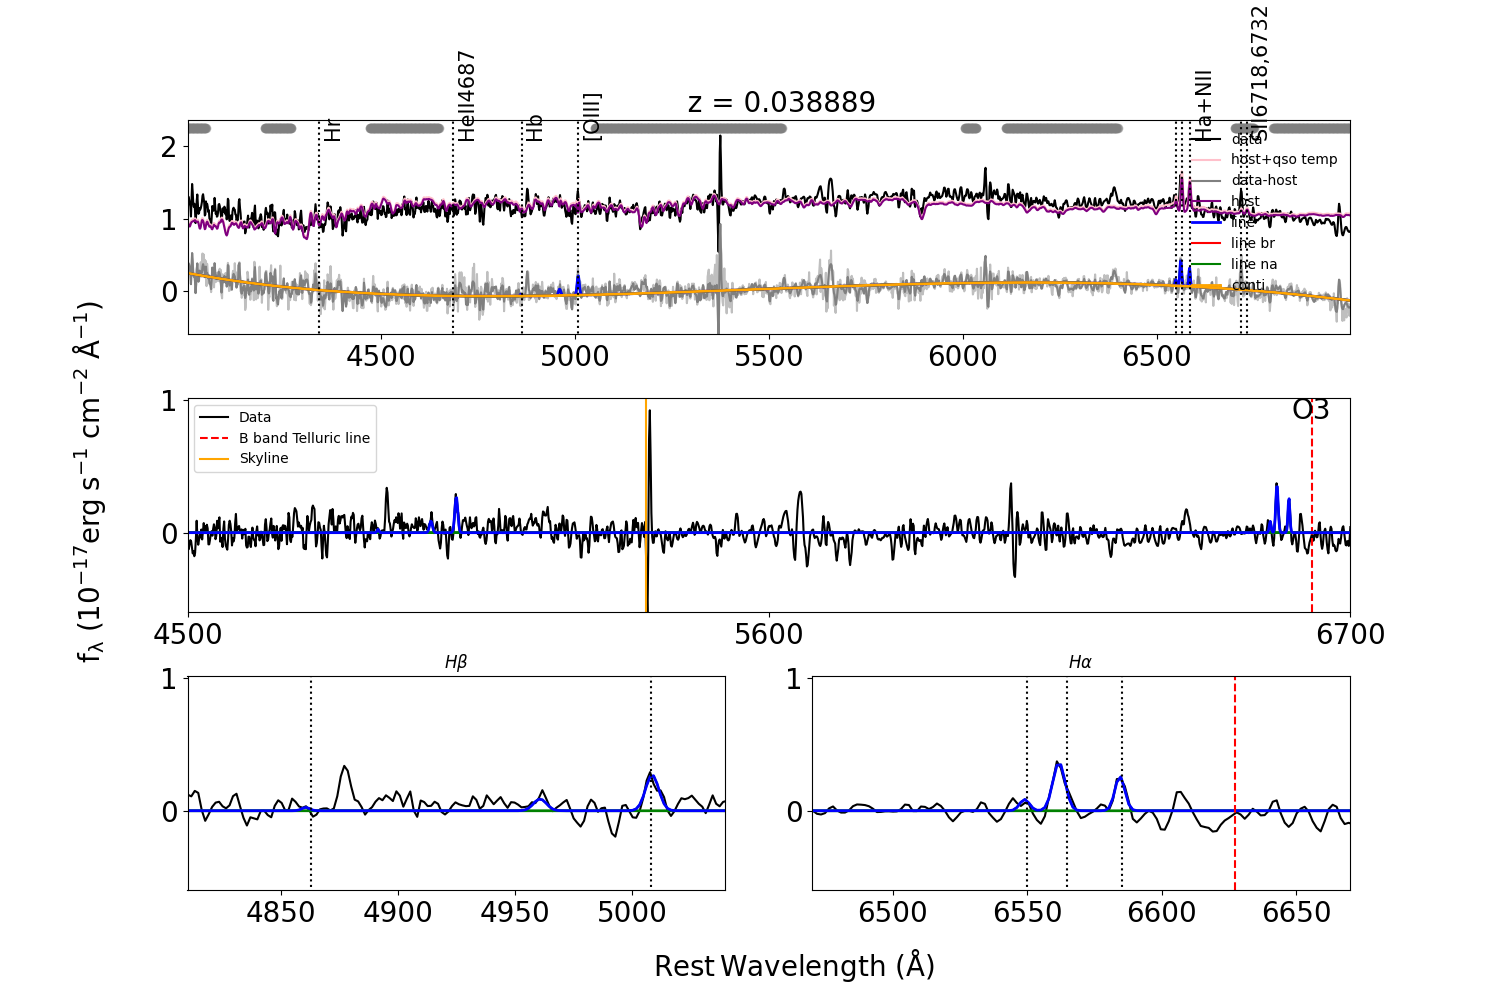 z = 0.038889
Hr
HeII4687
Hb
[OIII]
Ha+NII
SII6718,6732
data
host+qso temp
data-host
host
line
line br
line na
conti
2
1
0
4500
5000
5500
6000
6500
f_λ (10^−17 erg s^−1 cm^−2 Å^−1)
O3
Data
B band Telluric line
Skyline
1
0
4500
5600
6700
Hβ
1
0
4850
4900
4950
5000
Hα
1
0
6500
6550
6600
6650
Rest Wavelength (Å)